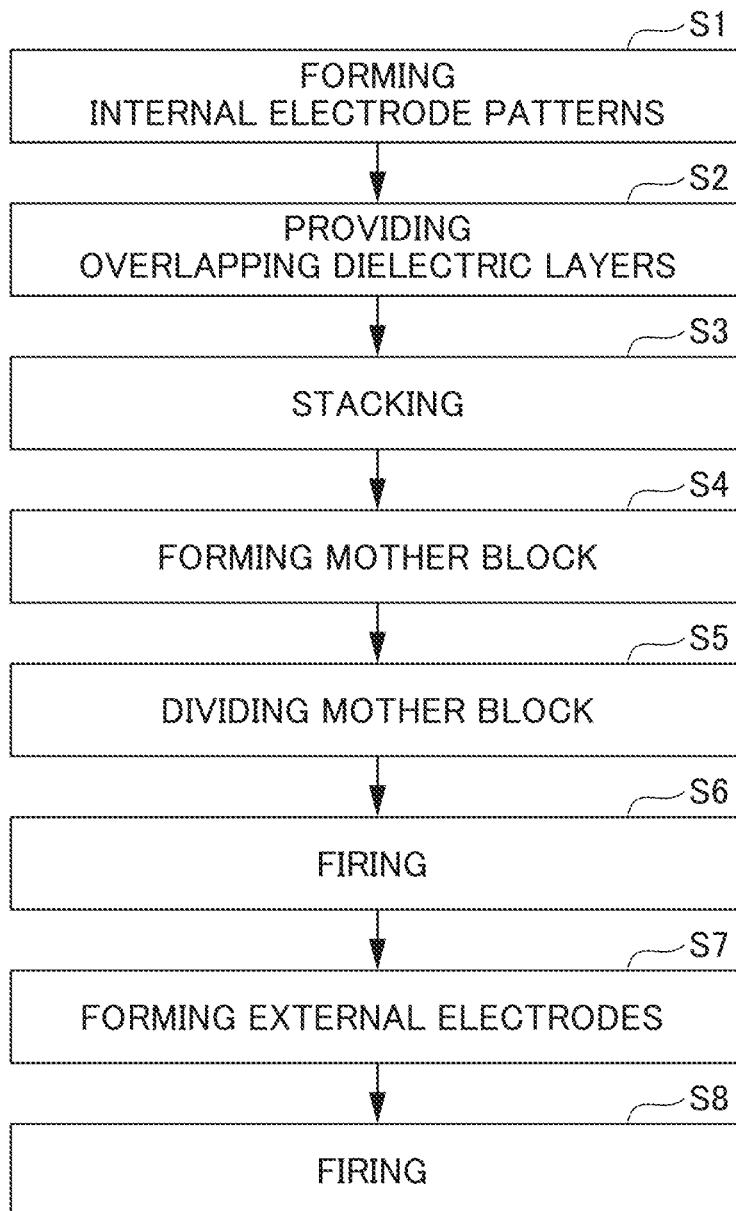 S1
FORMING
INTERNAL ELECTRODE PATTERNS
S2
PROVIDING
OVERLAPPING DIELECTRIC LAYERS
S3
STACKING
S4
FORMING MOTHER BLOCK
S5
DIVIDING MOTHER BLOCK
S6
FIRING
S7
FORMING EXTERNAL ELECTRODES
S8
FIRING